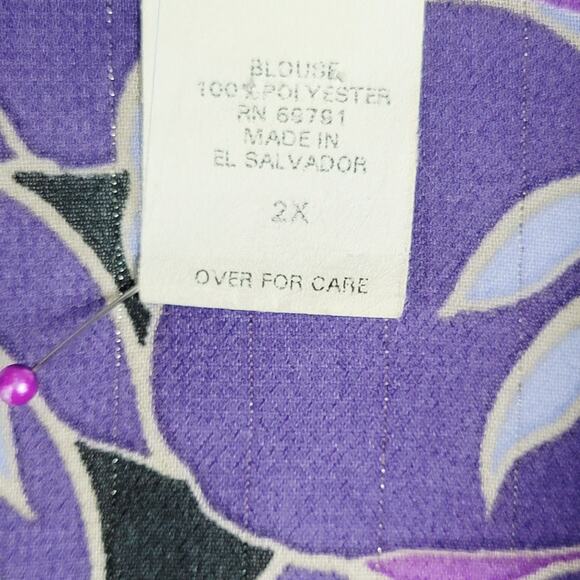 BLOUSE
100% POLYESTER
RN 69791
MADE IN
EL SALVADOR
2X
OVER FOR CARE